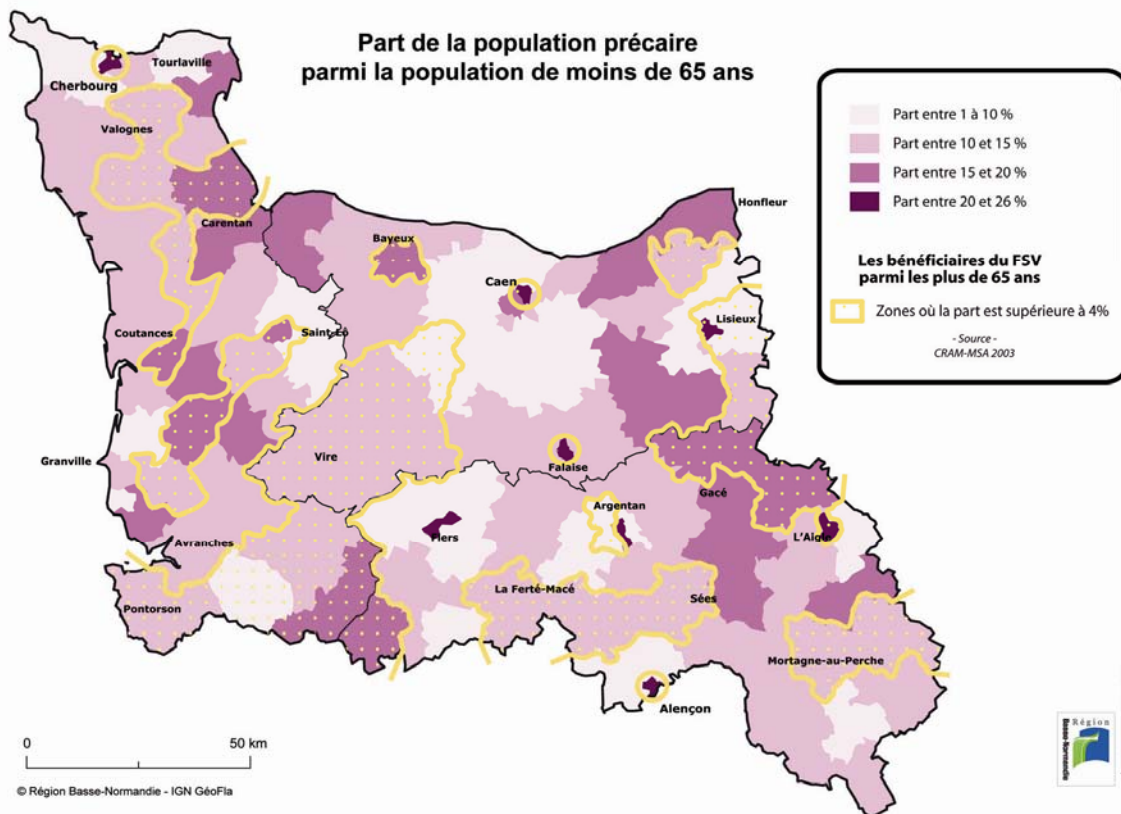 Part de la population précaire
parmi la population de moins de 65 ans
Part entre 1 à 10 %
Part entre 10 et 15 %
Part entre 15 et 20 %
Part entre 20 et 26 %
Les bénéficiaires du FSV
parmi les plus de 65 ans
Zones où la part est supérieure à 4%
- Source -
CRAM-MSA 2003
Cherbourg
Tourlaville
Valognes
Carentan
Bayeux
Honfleur
Caen
Coutances
Saint-Lô
Lisieux
Granville
Vire
Falaise
Gacé
Argentan
Flers
L'Aigle
Avranches
La Ferté-Macé
Sées
Pontorson
Mortagne-au-Perche
Alençon
0 50 km
© Région Basse-Normandie - IGN GéoFla
Région
Basse-Normandie